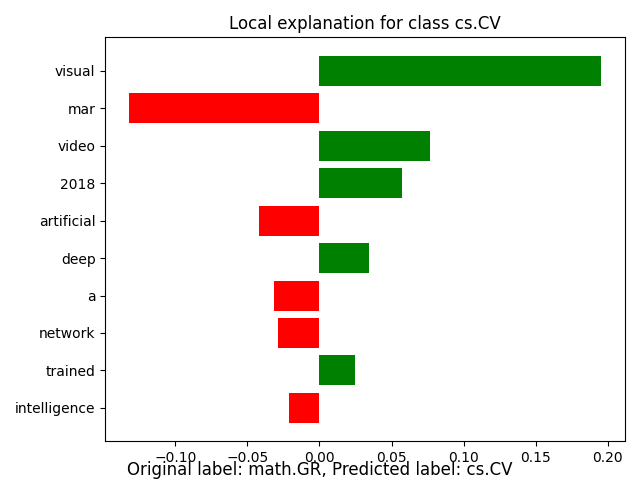 Local explanation for class cs.CV
visual
mar
video
2018
artificial
deep
a
network
trained
intelligence
−0.10 −0.05 0.00 0.05 0.10 0.15 0.20
Original label: math.GR, Predicted label: cs.CV